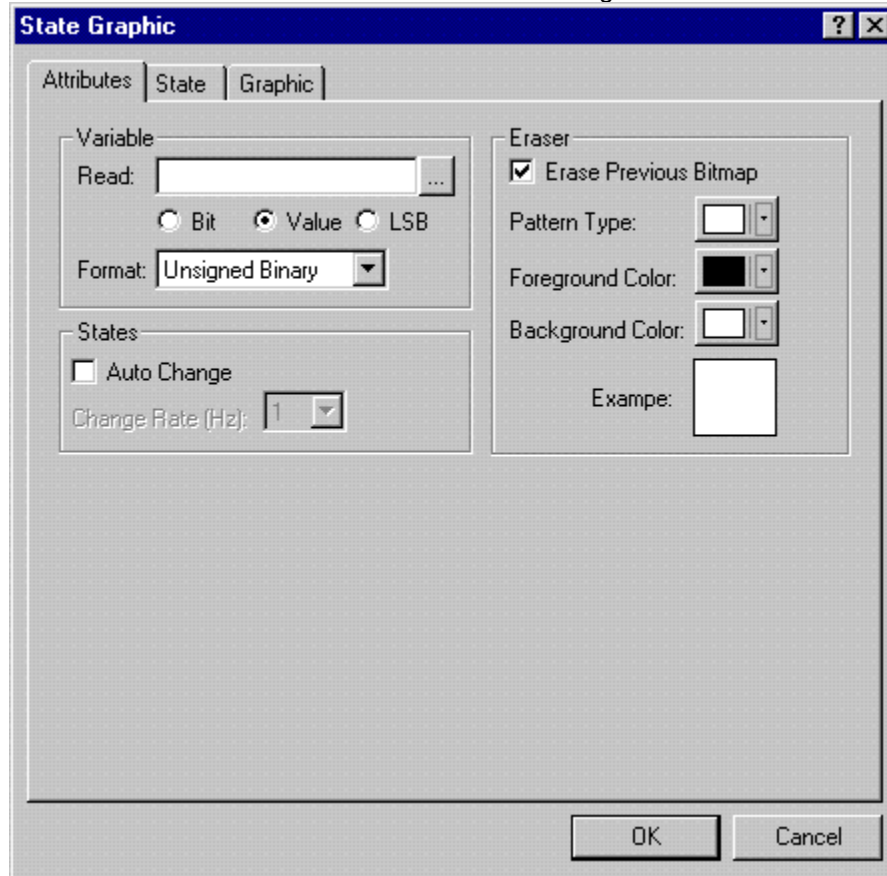 State Graphic
Attributes State Graphic
Variable
Read: ...
Bit Value LSB
Format: Unsigned Binary
States
Auto Change
Change Rate (Hz): 1
Eraser
Erase Previous Bitmap
Pattern Type:
Foreground Color:
Background Color:
Exampe:
OK Cancel